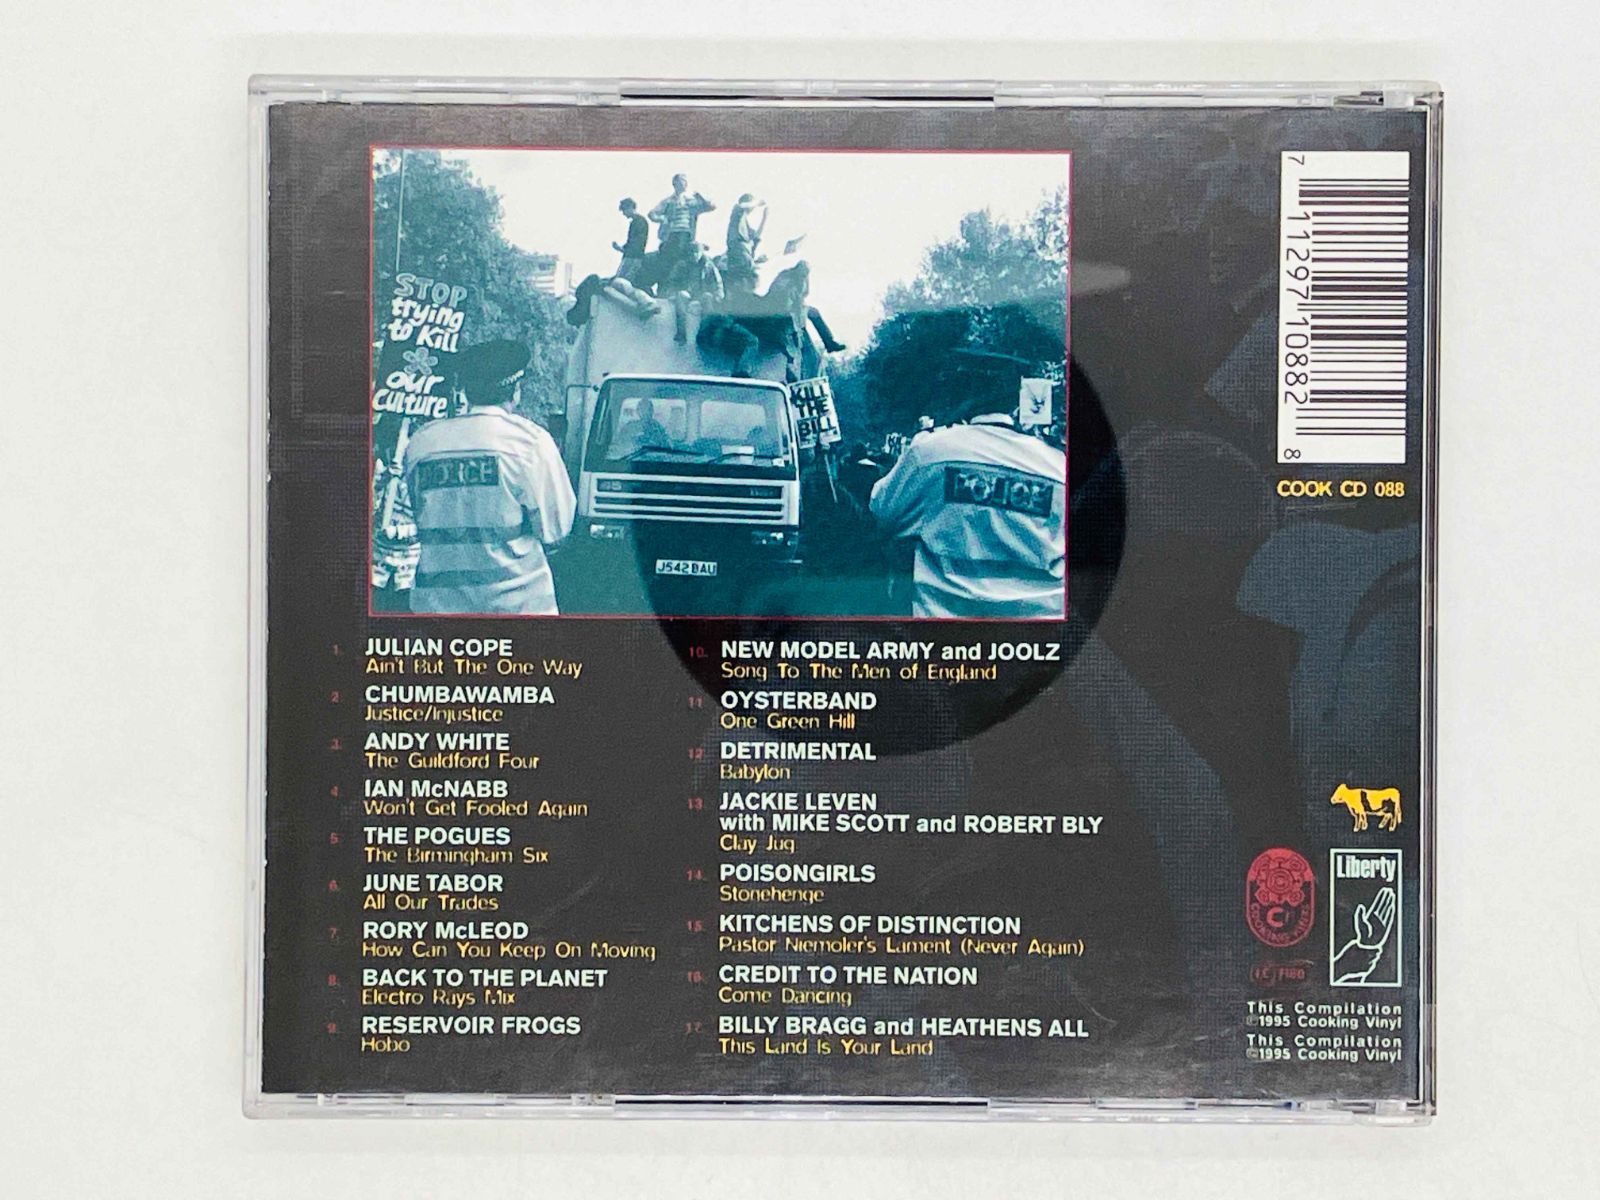 STOP
trying
to Kill
our
Culture
KILL
THE
BILL
POLICE
POLICE
J542 BAU
7 11297 10882 8
COOK CD 088
1. JULIAN COPE
Ain't But The One Way
2. CHUMBAWAMBA
Justice/Injustice
3. ANDY WHITE
The Guildford Four
4. IAN McNABB
Won't Get Fooled Again
5. THE POGUES
The Birmingham Six
6. JUNE TABOR
All Our Trades
7. RORY McLEOD
How Can You Keep On Moving
8. BACK TO THE PLANET
Electro Rays Mix
9. RESERVOIR FROGS
Hobo
10. NEW MODEL ARMY and JOOLZ
Song To The Men of England
11. OYSTERBAND
One Green Hill
12. DETRIMENTAL
Babylon
13. JACKIE LEVEN
with MIKE SCOTT and ROBERT BLY
Clay Jug
14. POISONGIRLS
Stonehenge
15. KITCHENS OF DISTINCTION
Pastor Niemoler's Lament (Never Again)
16. CREDIT TO THE NATION
Come Dancing
17. BILLY BRAGG and HEATHENS ALL
This Land Is Your Land
COOKING VINYL
Liberty
This Compilation
℗1995 Cooking Vinyl
This Compilation
©1995 Cooking Vinyl